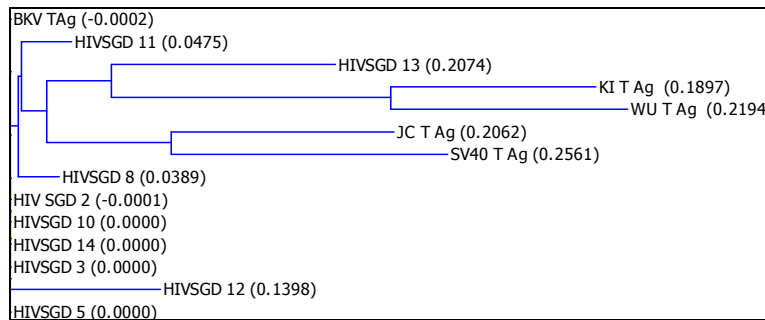 BKV TAg (-0.0002)
HIVSGD 11 (0.0475)
HIVSGD 13 (0.2074)
KI T Ag (0.1897)
WU T Ag (0.2194
JC T Ag (0.2062)
SV40 T Ag (0.2561)
HIVSGD 8 (0.0389)
HIV SGD 2 (-0.0001)
HIVSGD 10 (0.0000)
HIVSGD 14 (0.0000)
HIVSGD 3 (0.0000)
HIVSGD 12 (0.1398)
HIVSGD 5 (0.0000)